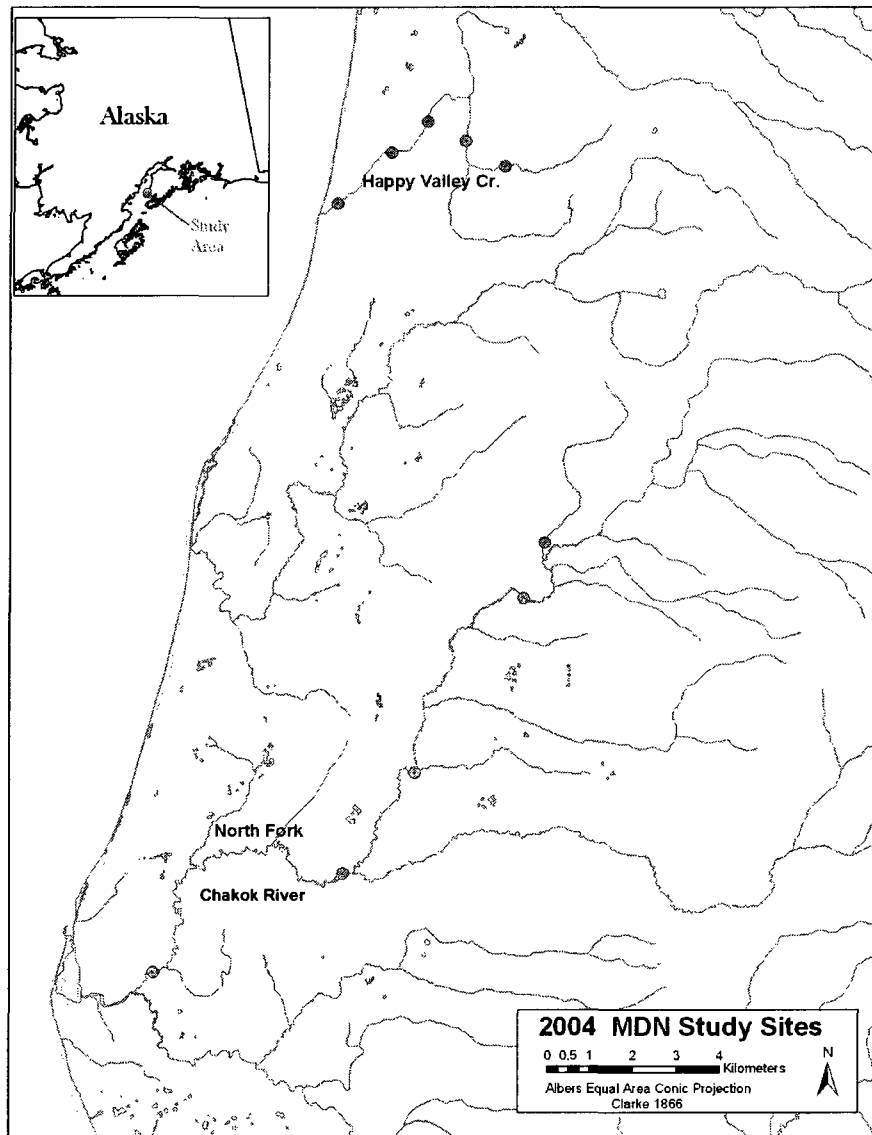 Alaska
Study
Area
Happy Valley Cr.
North Fork
Chakok River
2004 MDN Study Sites
0 0.5 1 2 3 4
Kilometers
N
Albers Equal Area Conic Projection
Clarke 1866